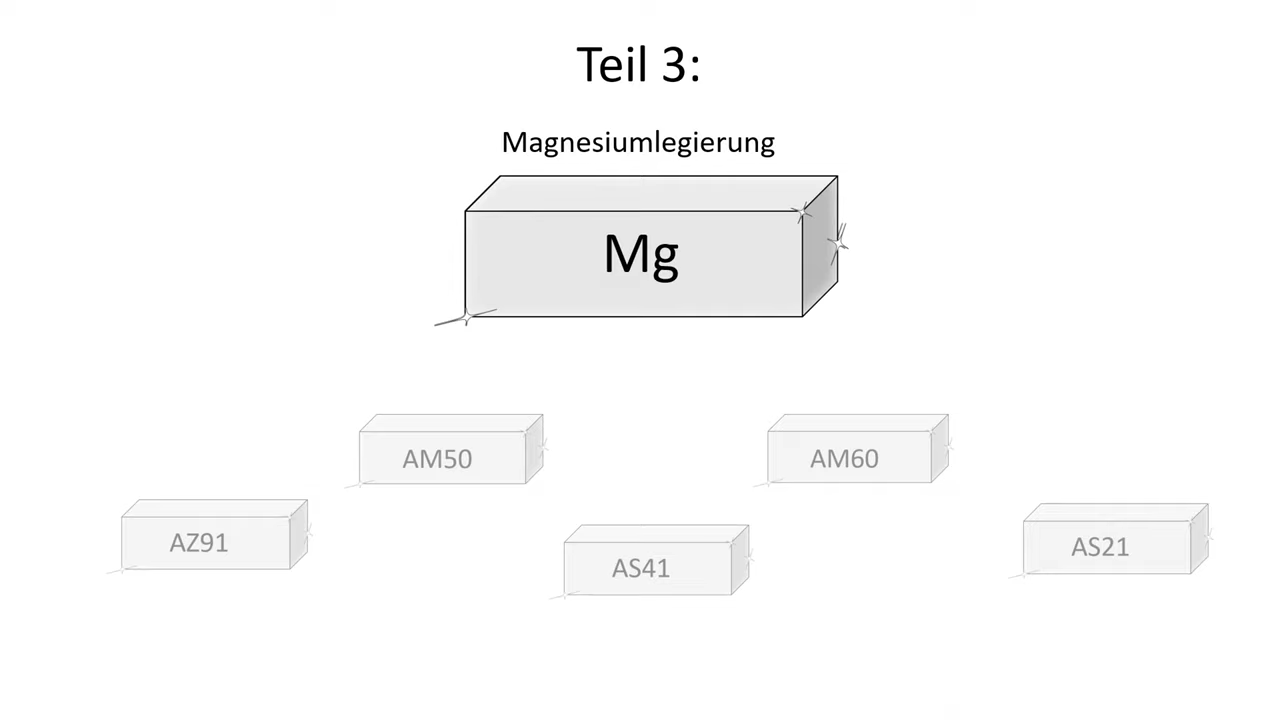 Teil 3:
Magnesiumlegierung
Mg
AM50
AM60
AZ91
AS41
AS21